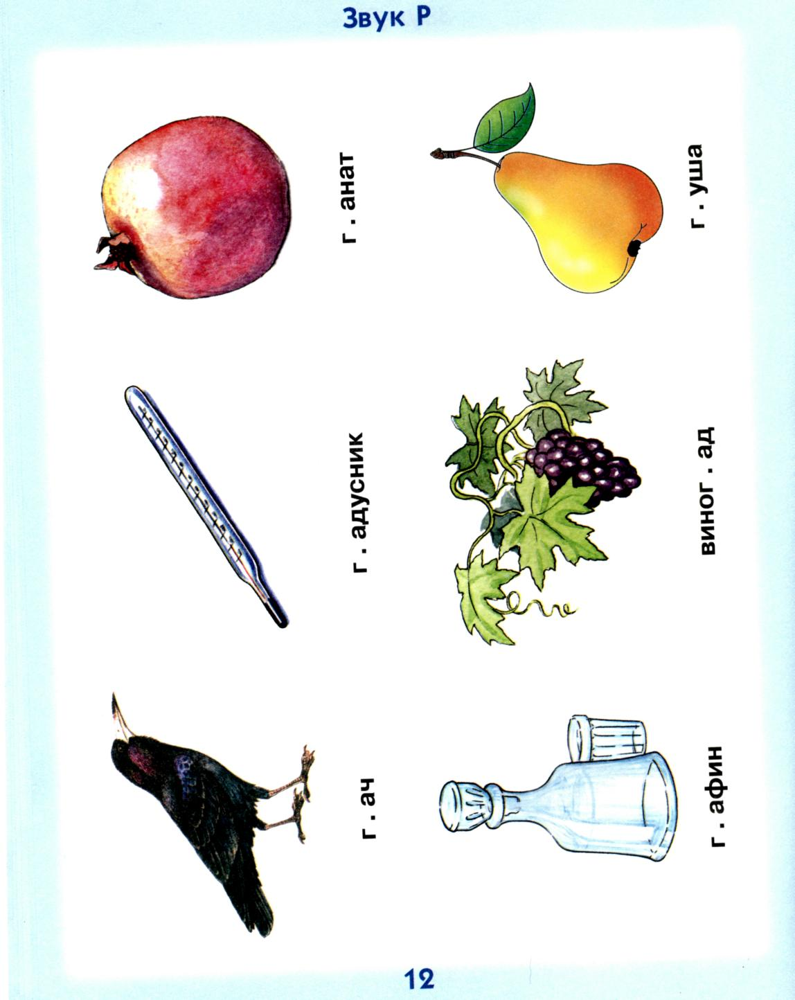 Звук Р
г . ач
г . адусник
г . анат
г . афин
виног . ад
г . уша
12